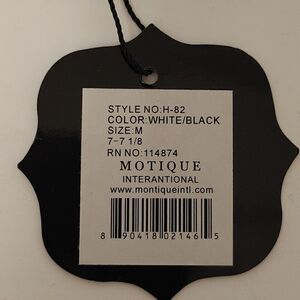 STYLE NO:H-82
COLOR:WHITE/BLACK
SIZE:M
7-7 1/8
RN NO:114874
MOTIQUE
INTERANTIONAL
www.montiqueintl.com
8 90418 02146 5